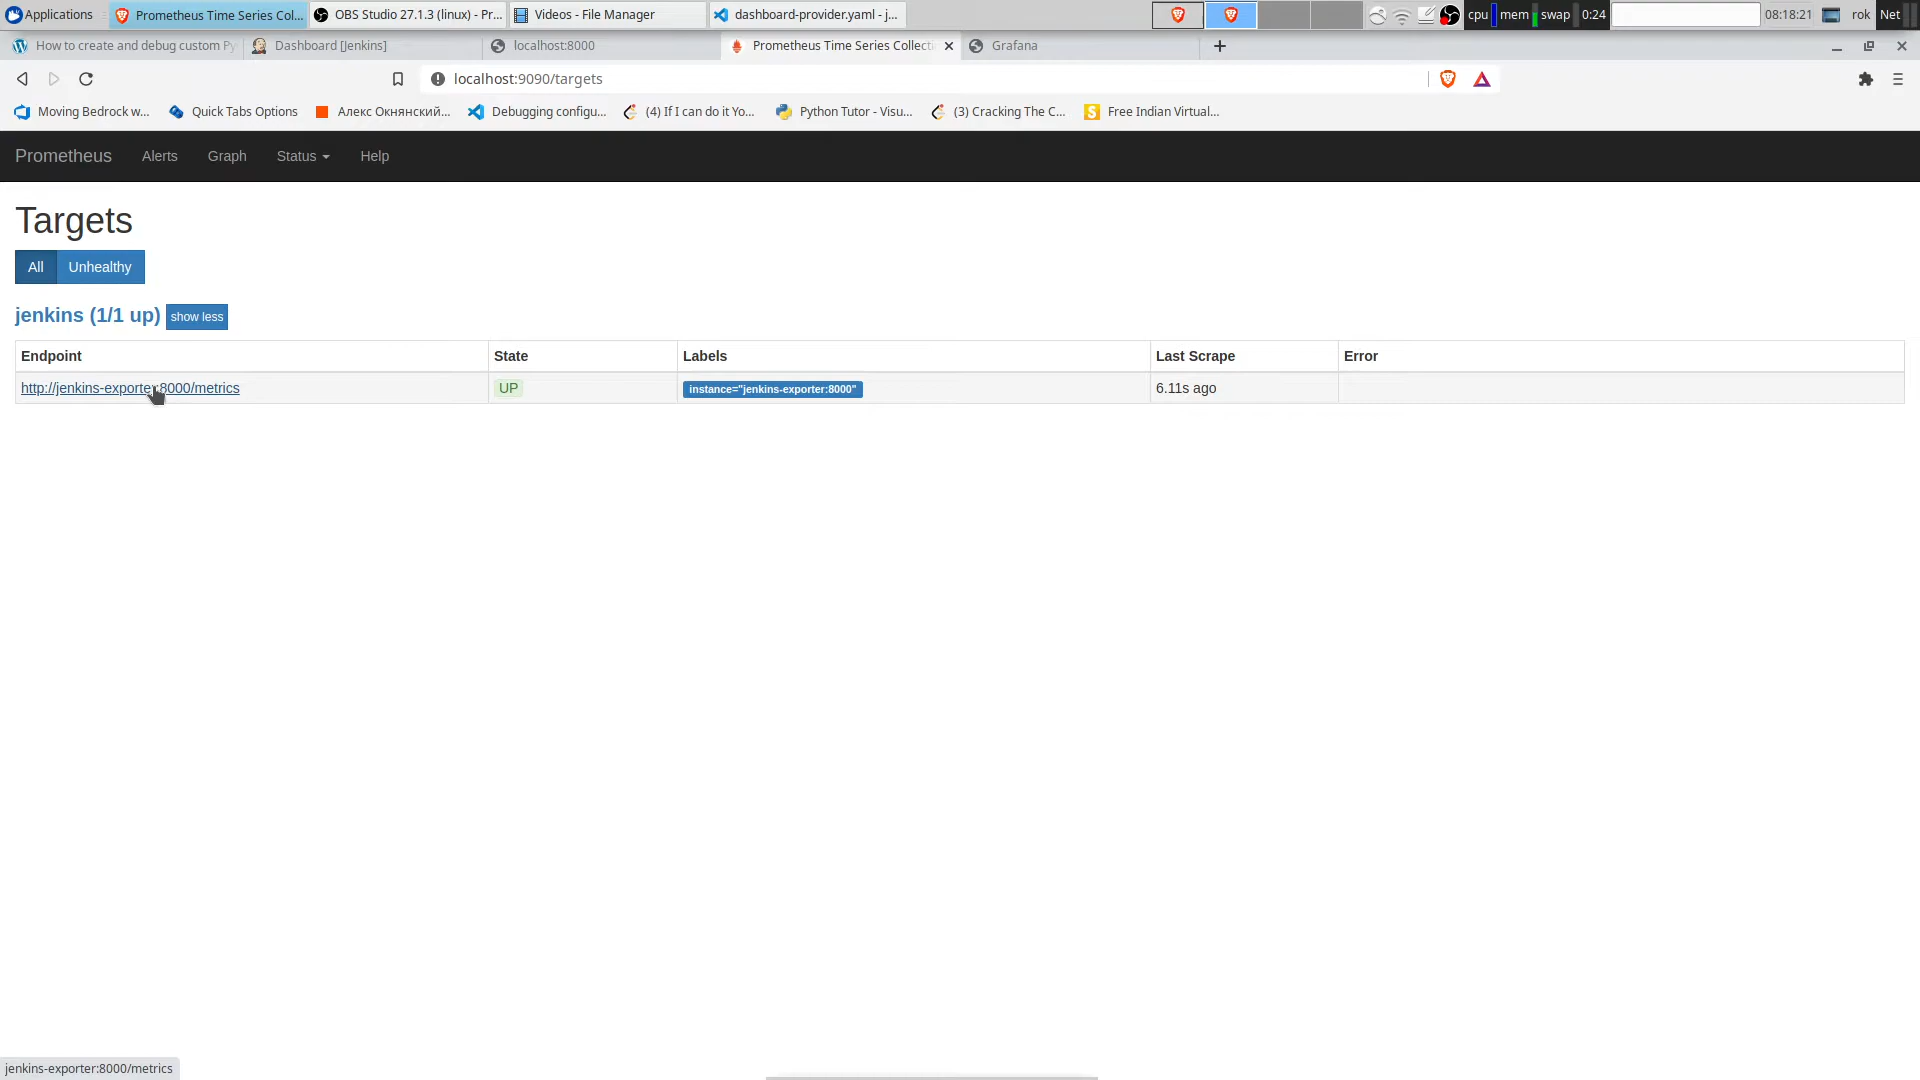 Applications
Prometheus Time Series Col...
OBS Studio 27.1.3 (linux) - Pr...
Videos - File Manager
dashboard-provider.yaml - j...
cpu
mem
swap
0:24
08:18:21
rok
Net
How to create and debug custom Py
Dashboard [Jenkins]
localhost:8000
Prometheus Time Series Collecti
Grafana
localhost:9090/targets
Moving Bedrock w...
Quick Tabs Options
Алекс Окнянский...
Debugging configu...
(4) If I can do it Yo...
Python Tutor - Visu...
(3) Cracking The C...
Free Indian Virtual...
Prometheus
Alerts
Graph
Status
Help
Targets
All
Unhealthy
jenkins (1/1 up)
show less
Endpoint
State
Labels
Last Scrape
Error
http://jenkins-exporter:8000/metrics
UP
instance="jenkins-exporter:8000"
6.11s ago
jenkins-exporter:8000/metrics